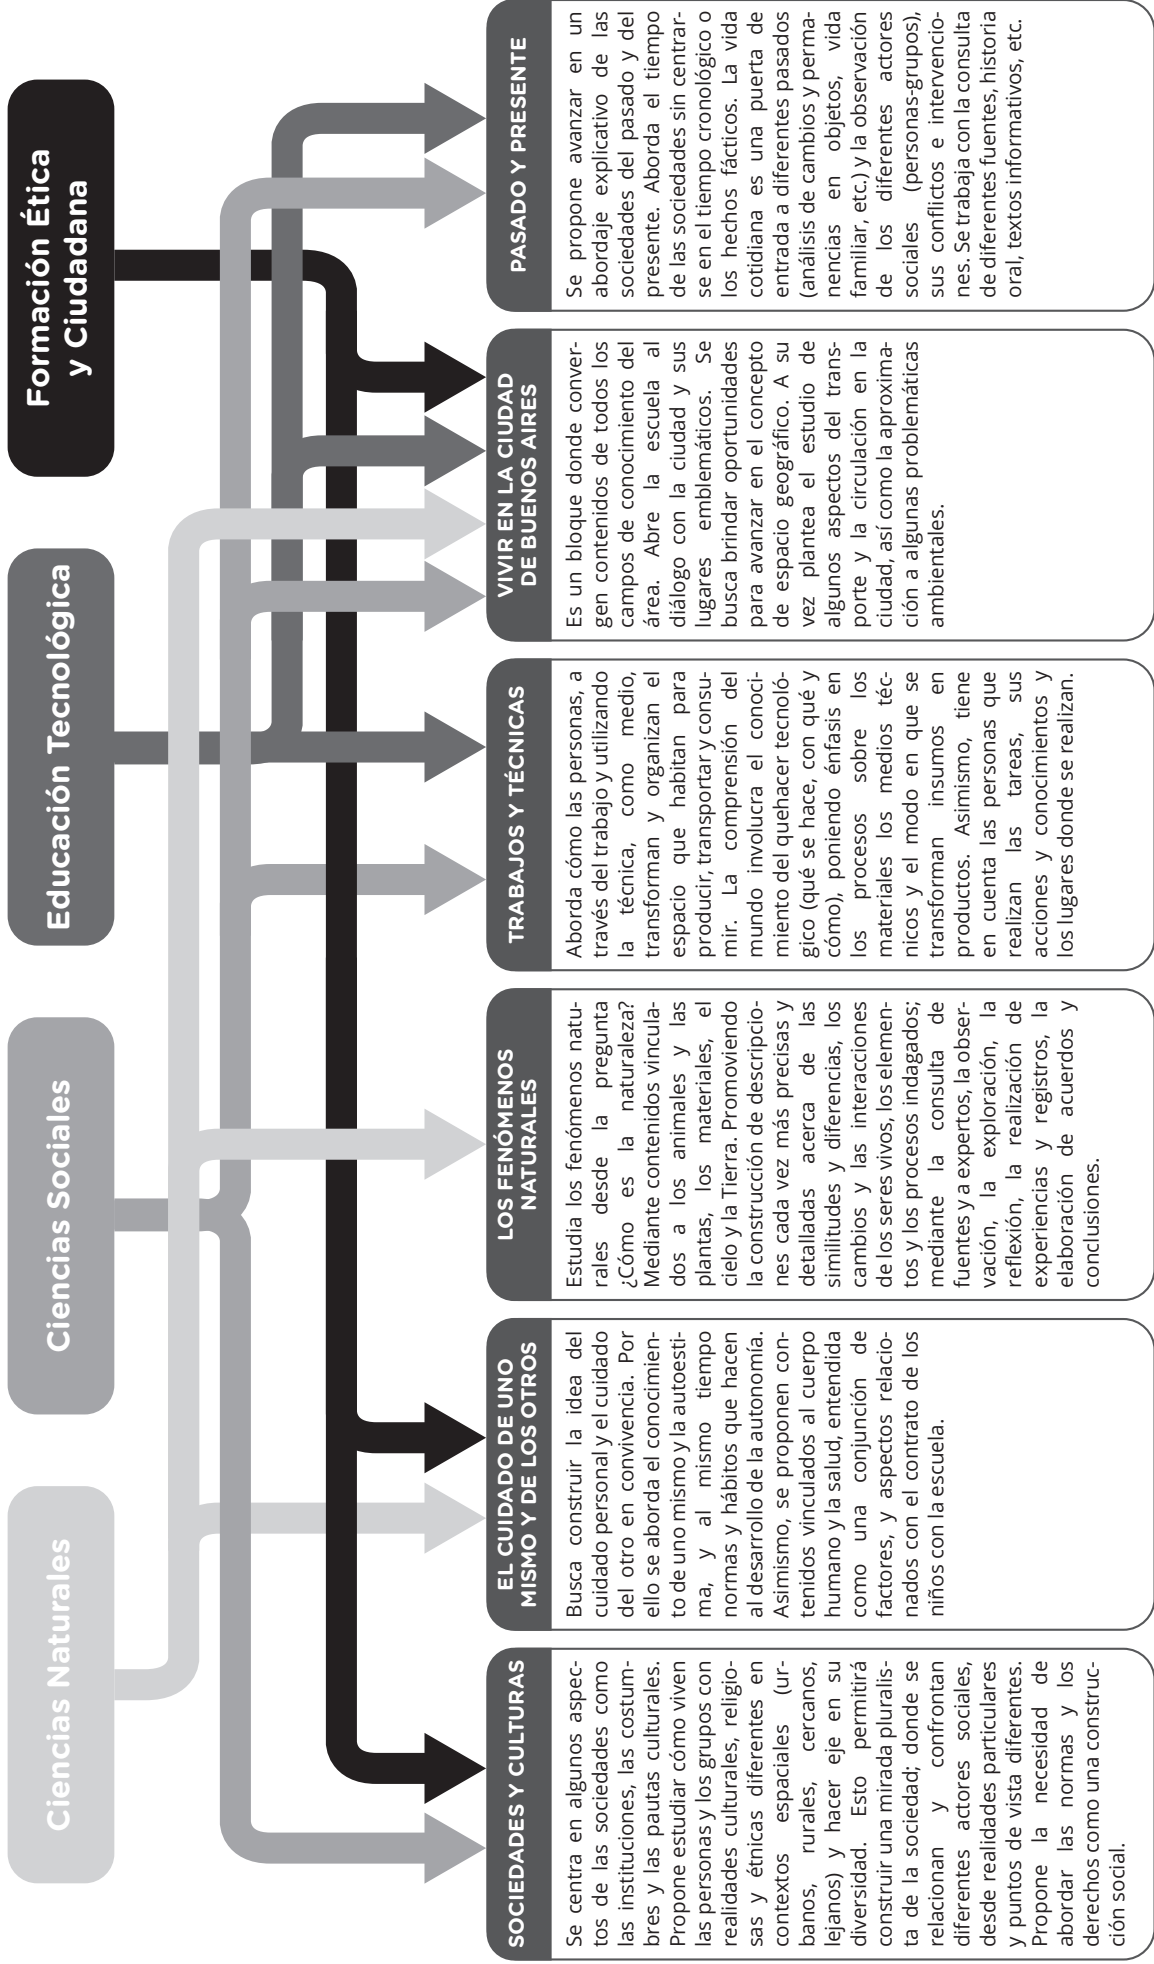 Ciencias Naturales
Ciencias Sociales
Educación Tecnológica
Formación Ética
y Ciudadana
SOCIEDADES Y CULTURAS
Se centra en algunos aspec-
tos de las sociedades como
las instituciones, las costum-
bres y las pautas culturales.
Propone estudiar cómo viven
las personas y los grupos con
realidades culturales, religio-
sas y étnicas diferentes en
contextos espaciales (ur-
banos, rurales, cercanos,
lejanos) y hacer eje en su
diversidad. Esto permitirá
construir una mirada pluralis-
ta de la sociedad; donde se
relacionan y confrontan
diferentes actores sociales,
desde realidades particulares
y puntos de vista diferentes.
Propone la necesidad de
abordar las normas y los
derechos como una construc-
ción social.
EL CUIDADO DE UNO
MISMO Y DE LOS OTROS
Busca construir la idea del
cuidado personal y el cuidado
del otro en convivencia. Por
ello se aborda el conocimien-
to de uno mismo y la autoesti-
ma, y al mismo tiempo
normas y hábitos que hacen
al desarrollo de la autonomía.
Asimismo, se proponen con-
tenidos vinculados al cuerpo
humano y la salud, entendida
como una conjunción de
factores, y aspectos relacio-
nados con el contrato de los
niños con la escuela.
LOS FENÓMENOS
NATURALES
Estudia los fenómenos natu-
rales desde la pregunta
¿Cómo es la naturaleza?
Mediante contenidos vincula-
dos a los animales y las
plantas, los materiales, el
cielo y la Tierra. Promoviendo
la construcción de descripcio-
nes cada vez más precisas y
detalladas acerca de las
similitudes y diferencias, los
cambios y las interacciones
de los seres vivos, los elemen-
tos y los procesos indagados;
mediante la consulta de
fuentes y a expertos, la obser-
vación, la exploración, la
reflexión, la realización de
experiencias y registros, la
elaboración de acuerdos y
conclusiones.
TRABAJOS Y TÉCNICAS
Aborda cómo las personas, a
través del trabajo y utilizando
la técnica, como medio,
transforman y organizan el
espacio que habitan para
producir, transportar y consu-
mir. La comprensión del
mundo involucra el conoci-
miento del quehacer tecnoló-
gico (qué se hace, con qué y
cómo), poniendo énfasis en
los procesos sobre los
materiales los medios téc-
nicos y el modo en que se
transforman insumos en
productos. Asimismo, tiene
en cuenta las personas que
realizan las tareas, sus
acciones y conocimientos y
los lugares donde se realizan.
VIVIR EN LA CIUDAD
DE BUENOS AIRES
Es un bloque donde conver-
gen contenidos de todos los
campos de conocimiento del
área. Abre la escuela al
diálogo con la ciudad y sus
lugares emblemáticos. Se
busca brindar oportunidades
para avanzar en el concepto
de espacio geográfico. A su
vez plantea el estudio de
algunos aspectos del trans-
porte y la circulación en la
ciudad, así como la aproxima-
ción a algunas problemáticas
ambientales.
PASADO Y PRESENTE
Se propone avanzar en un
abordaje explicativo de las
sociedades del pasado y del
presente. Aborda el tiempo
de las sociedades sin centrar-
se en el tiempo cronológico o
los hechos fácticos. La vida
cotidiana es una puerta de
entrada a diferentes pasados
(análisis de cambios y perma-
nencias en objetos, vida
familiar, etc.) y la observación
de los diferentes actores
sociales (personas-grupos),
sus conflictos e intervencio-
nes. Se trabaja con la consulta
de diferentes fuentes, historia
oral, textos informativos, etc.